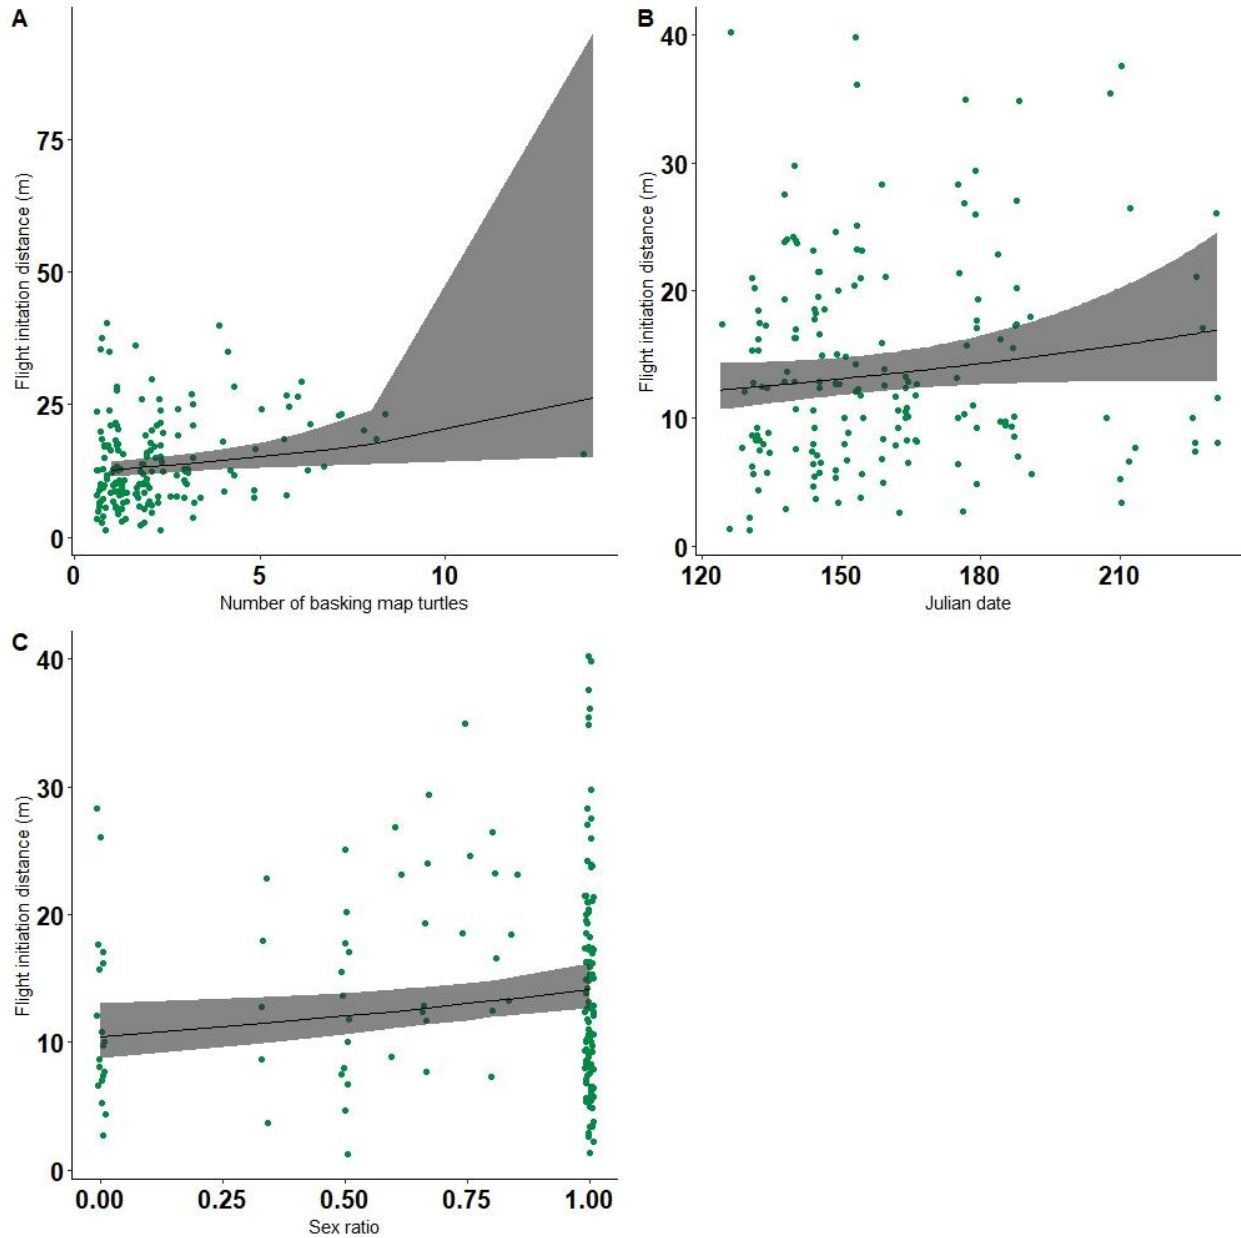 A
Flight initation distance (m)
75
50
25
0
0 5 10
Number of basking map turtles
B
Flight initiation distance (m)
40
30
20
10
0
120 150 180 210
Julian date
C
Flight initiation distance (m)
40
30
20
10
0
0.00 0.25 0.50 0.75 1.00
Sex ratio